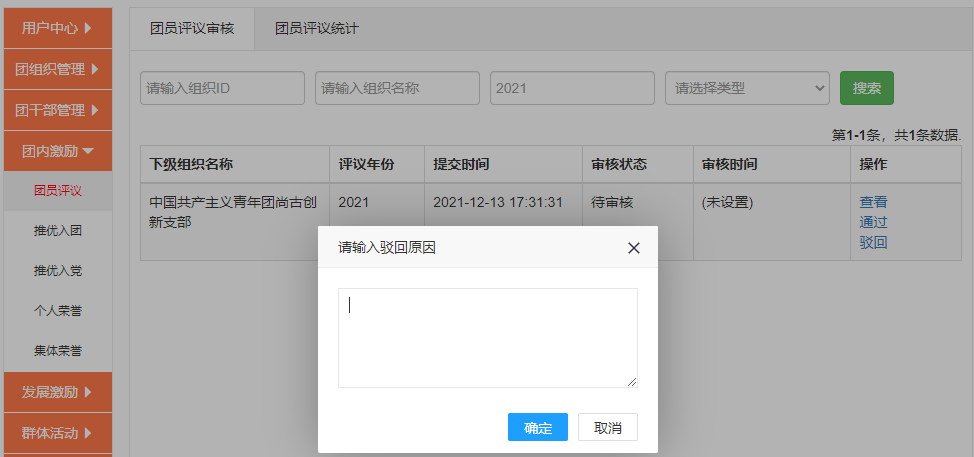 用户中心
团组织管理
团干部管理
团内激励
团员评议
推优入团
推优入党
个人荣誉
集体荣誉
发展激励
群体活动
团员评议审核
团员评议统计
请输入组织ID
请输入组织名称
2021
请选择类型
搜索
第1-1条，共1条数据.
下级组织名称 评议年份 提交时间 审核状态 审核时间 操作
中国共产主义青年团尚古创 2021 2021-12-13 17:31:31 待审核 (未设置) 查看
新支部 通过
驳回
请输入驳回原因
确定 取消